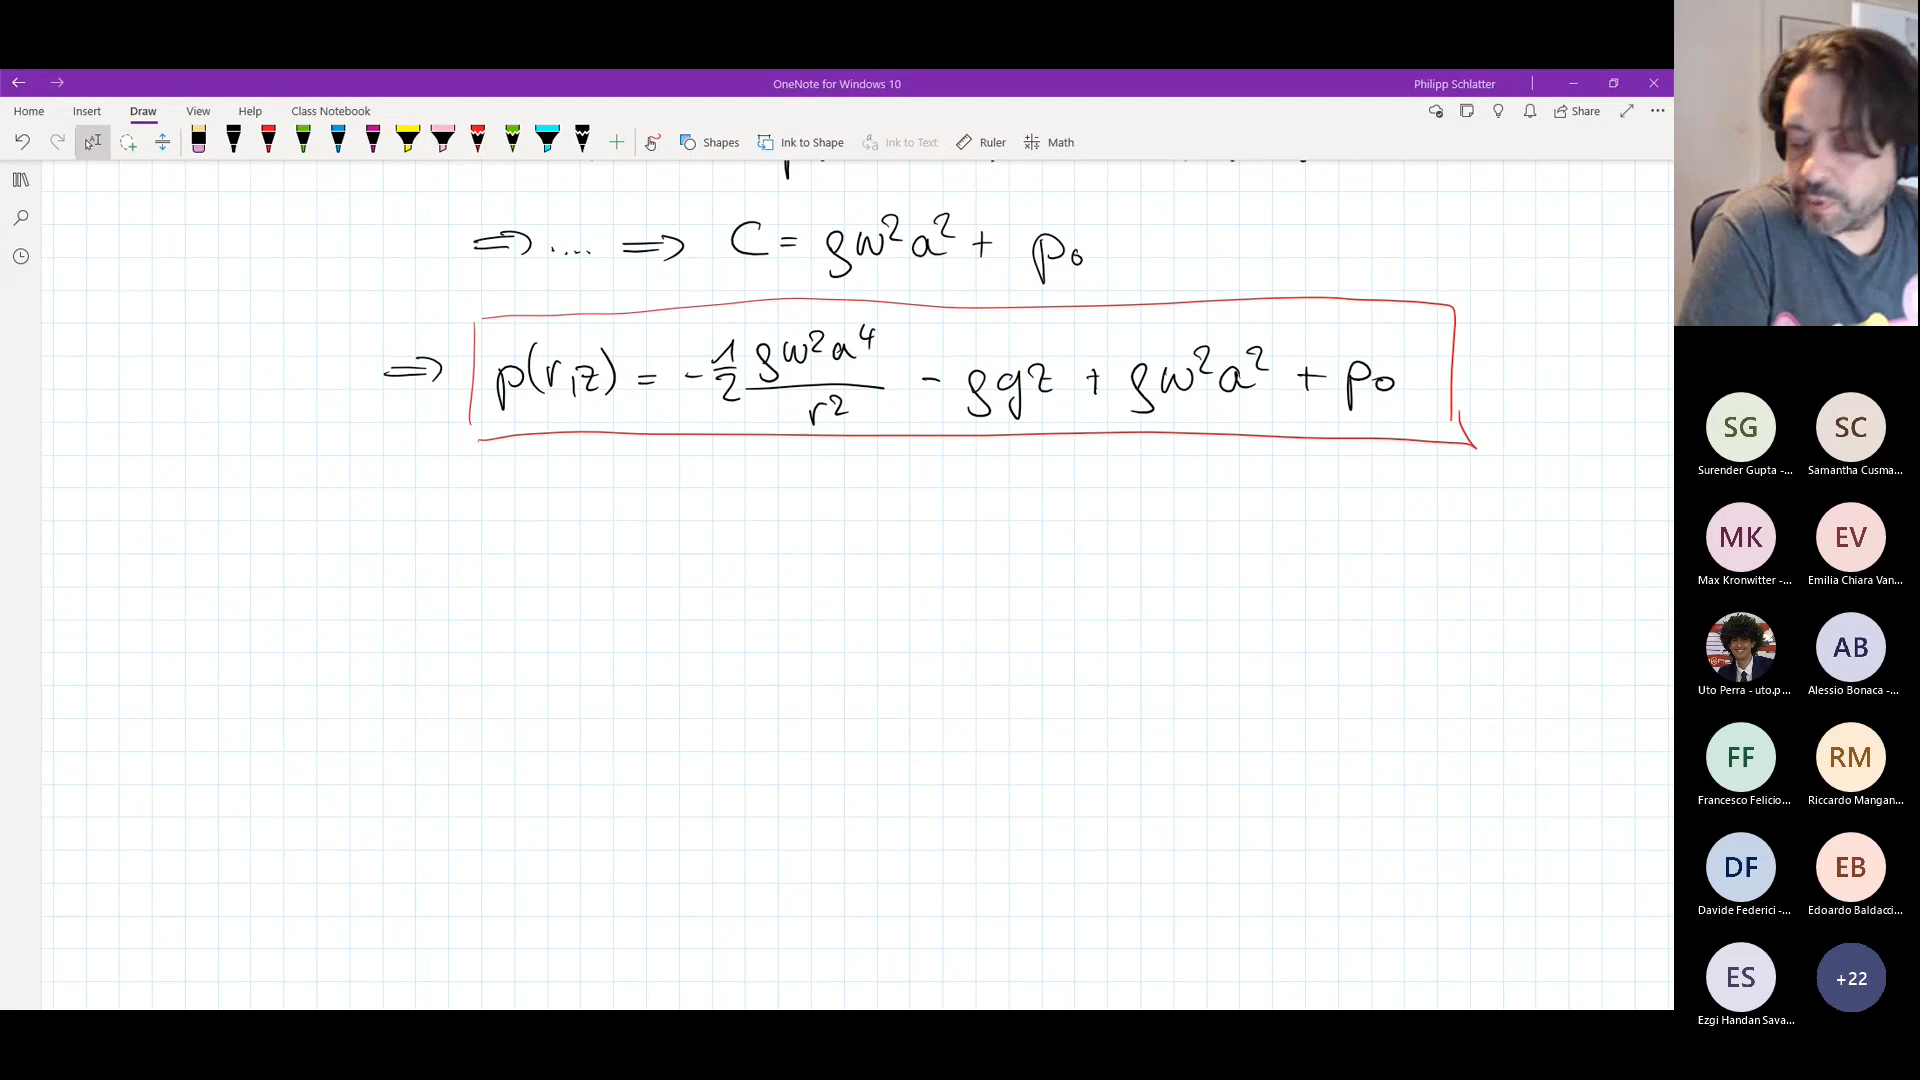 OneNote for Windows 10
Philipp Schlatter
Home Insert Draw View Help Class Notebook
Share
Shapes Ink to Shape Ink to Text Ruler Math
⇒ .... ⇒ C = ρω²a² + p₀
⇒ p(r,z) = -1/2 ρω²a⁴/r² - ρgz + ρω²a² + p₀
SG SC
Surender Gupta -... Samantha Cusma...
MK EV
Max Kronwitter -... Emilia Chiara Van...
AB
Uto Perra - uto.p... Alessio Bonaca -...
FF RM
Francesco Felicio... Riccardo Mangan...
DF EB
Davide Federici -... Edoardo Baldacci...
ES +22
Ezgi Handan Sava...